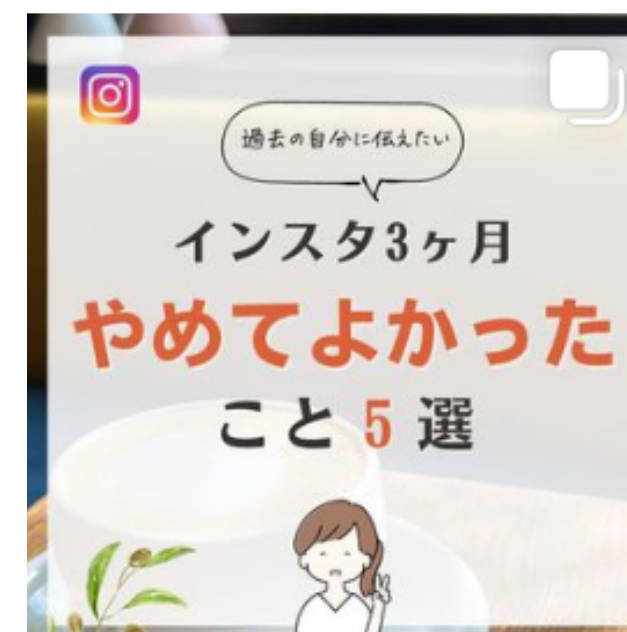 過去の自分に伝えたい
インスタ3ヶ月
やめてよかった
こと5選